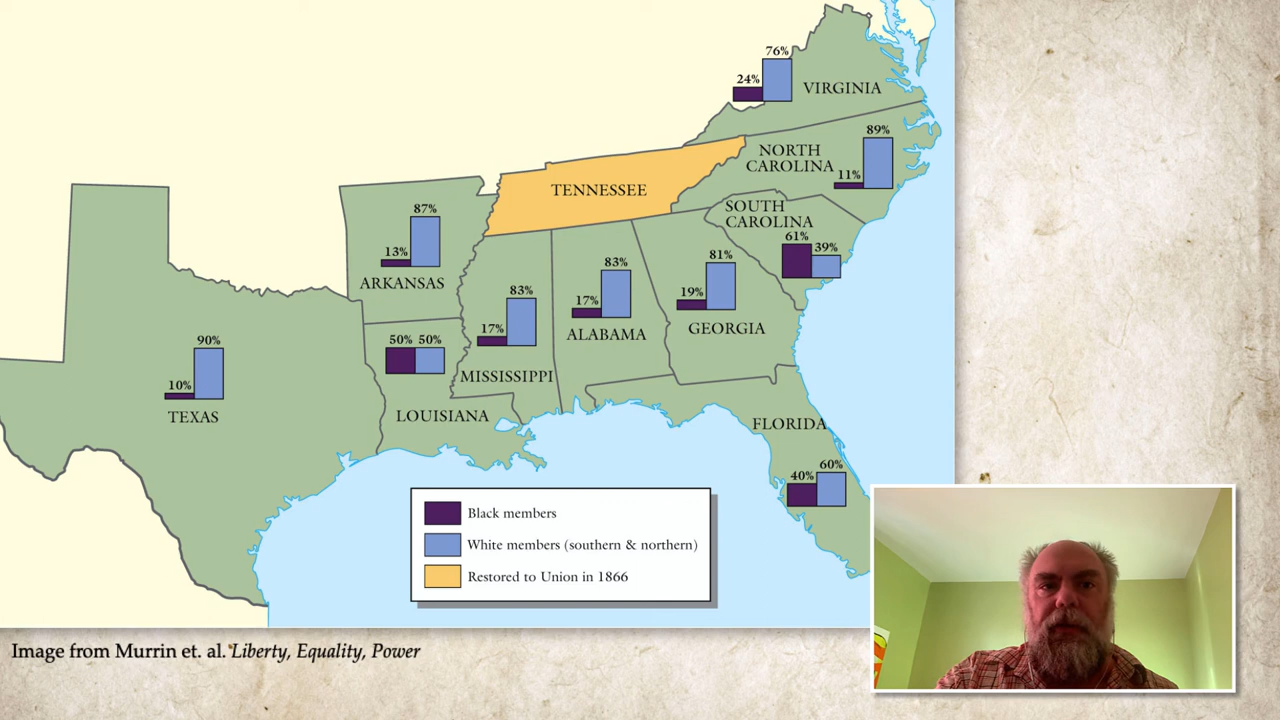 76%
24%
VIRGINIA
89%
NORTH
CAROLINA
11%
TENNESSEE
SOUTH
CAROLINA
61%
39%
87%
13%
ARKANSAS
83%
17%
MISSISSIPPI
83%
17%
ALABAMA
81%
19%
GEORGIA
90%
10%
TEXAS
50% 50%
LOUISIANA
FLORIDA
40% 60%
Black members
White members (southern & northern)
Restored to Union in 1866
Image from Murrin et. al. Liberty, Equality, Power